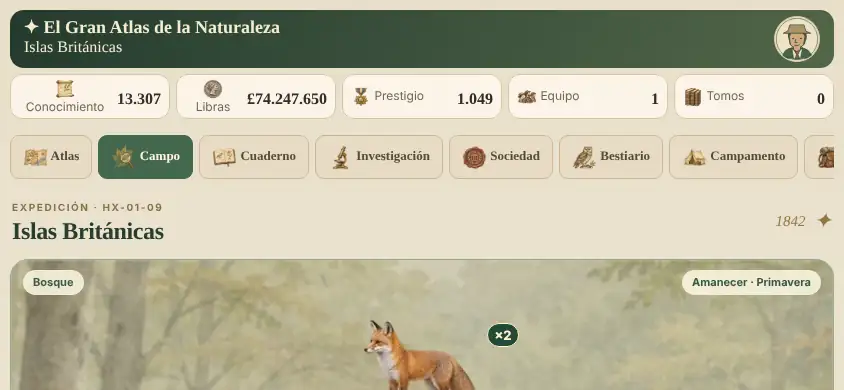 ✦ El Gran Atlas de la Naturaleza
Islas Británicas
Conocimiento 13.307
Libras £74.247.650
Prestigio 1.049
Equipo 1
Tomos 0
Atlas
Campo
Cuaderno
Investigación
Sociedad
Bestiario
Campamento
EXPEDICIÓN · HX-01-09
Islas Británicas
1842 ✦
Bosque
Amanecer · Primavera
×2